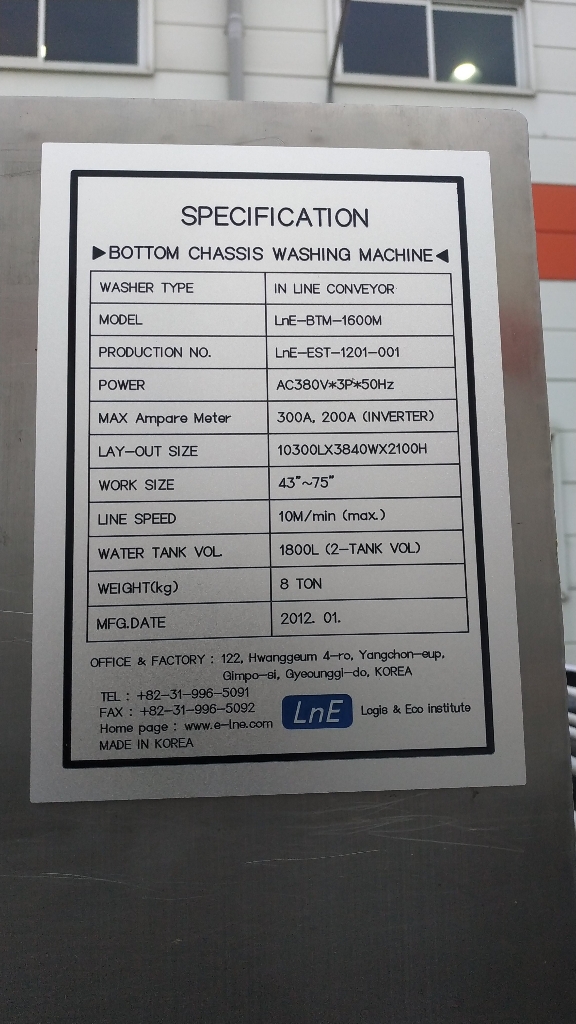 SPECIFICATION
▶BOTTOM CHASSIS WASHING MACHINE◀
WASHER TYPE IN LINE CONVEYOR
MODEL LnE-BTM-1600M
PRODUCTION NO. LnE-EST-1201-001
POWER AC380V*3P*50Hz
MAX Ampare Meter 300A, 200A (INVERTER)
LAY-OUT SIZE 10300LX3840WX2100H
WORK SIZE 43"~75"
LINE SPEED 10M/min (max.)
WATER TANK VOL. 1800L (2-TANK VOL)
WEIGHT(kg) 8 TON
MFG.DATE 2012. 01.
OFFICE & FACTORY : 122, Hwanggeum 4-ro, Yangchon-eup,
Gimpo-si, Gyeounggi-do, KOREA
TEL : +82-31-996-5091
FAX : +82-31-996-5092
Home page : www.e-lne.com
MADE IN KOREA
LnE Logis & Eco institute